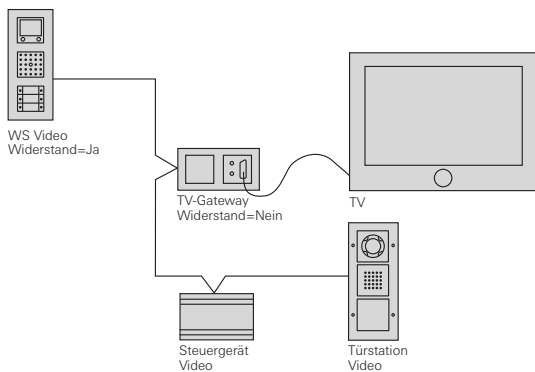 WS Video
Widerstand=Ja
TV-Gateway
Widerstand=Nein
TV
Steuergerät
Video
Türstation
Video